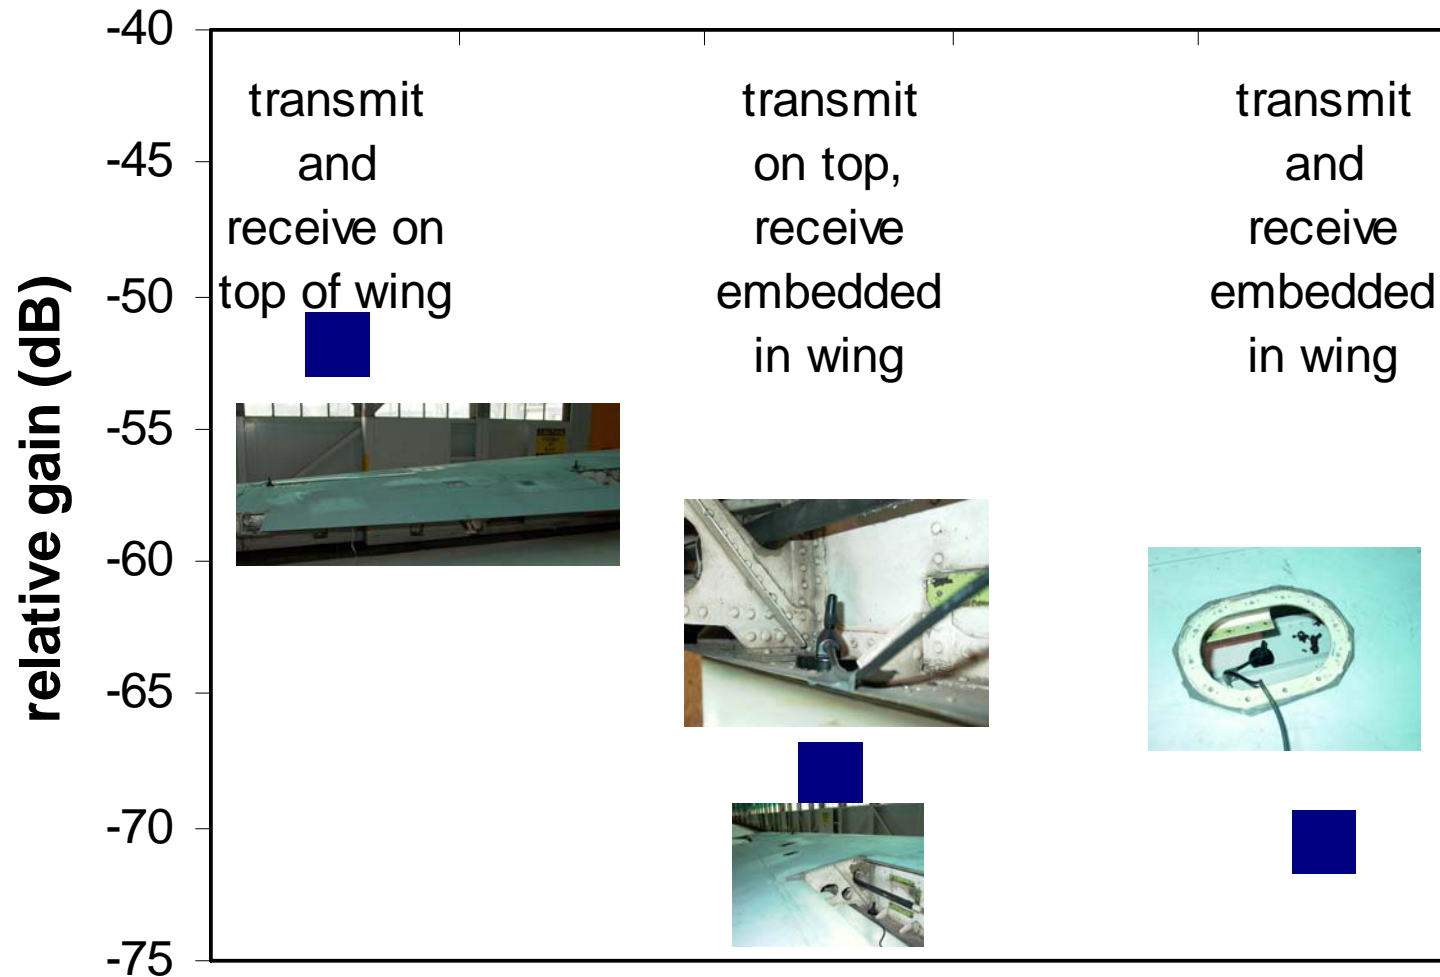 -40
-45
-50
-55
-60
-65
-70
-75
relative gain (dB)
transmit
and
receive on
top of wing
transmit
on top,
receive
embedded
in wing
transmit
and
receive
embedded
in wing